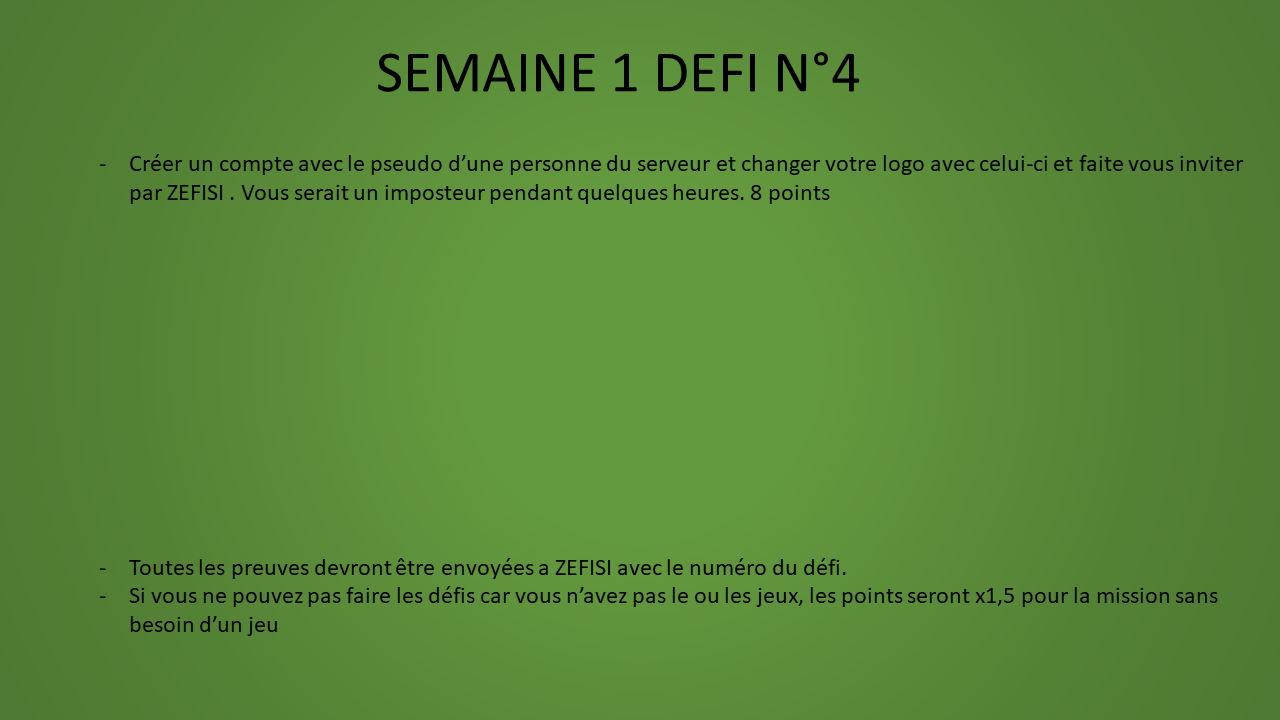 SEMAINE 1 DEFI N°4
- Créer un compte avec le pseudo d’une personne du serveur et changer votre logo avec celui-ci et faite vous inviter
par ZEFISI . Vous serait un imposteur pendant quelques heures. 8 points
- Toutes les preuves devront être envoyées a ZEFISI avec le numéro du défi.
- Si vous ne pouvez pas faire les défis car vous n’avez pas le ou les jeux, les points seront x1,5 pour la mission sans
besoin d’un jeu